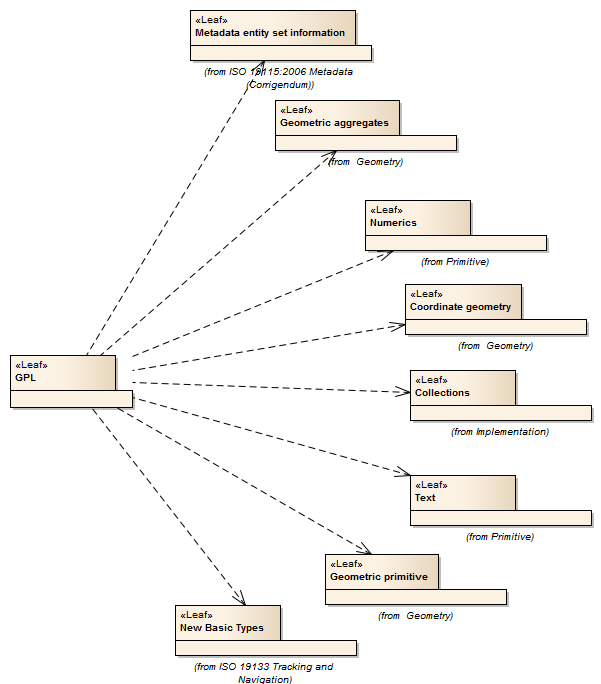 «Leaf»
Metadata entity set information
(from ISO 19115:2006 Metadata
(Corrigendum))
«Leaf»
Geometric aggregates
(from  Geometry)
«Leaf»
Numerics
(from Primitive)
«Leaf»
Coordinate geometry
(from  Geometry)
«Leaf»
GPL
«Leaf»
Collections
(from Implementation)
«Leaf»
Text
(from Primitive)
«Leaf»
Geometric primitive
(from  Geometry)
«Leaf»
New Basic Types
(from ISO 19133 Tracking and
Navigation)